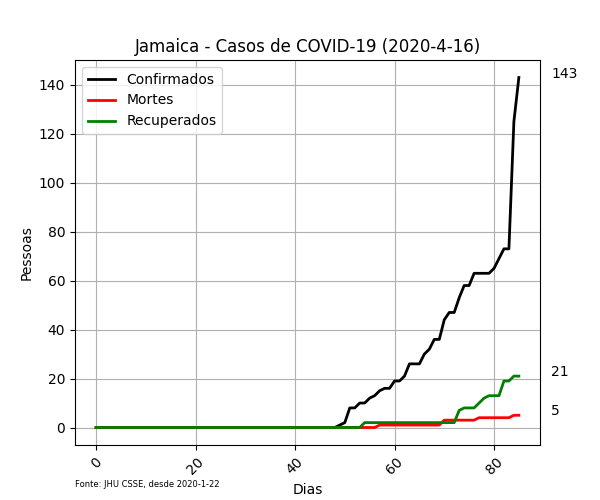 Jamaica - Casos de COVID-19 (2020-4-16)
Confirmados
Mortes
Recuperados
143
21
5
Pessoas
140
120
100
80
60
40
20
0
0
20
40
60
80
Dias
Fonte: JHU CSSE, desde 2020-1-22